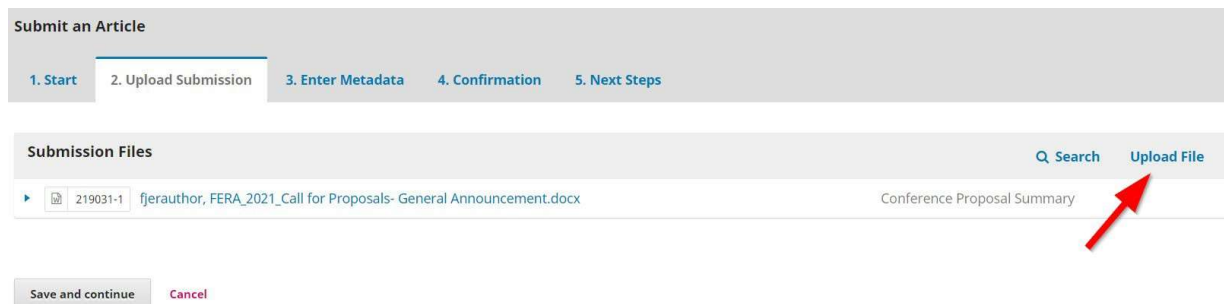 Submit an Article
1. Start 2. Upload Submission 3. Enter Metadata 4. Confirmation 5. Next Steps
Submission Files Search Upload File
219031-1 fjerauthor, FERA_2021_Call for Proposals- General Announcement.docx Conference Proposal Summary
Save and continue Cancel